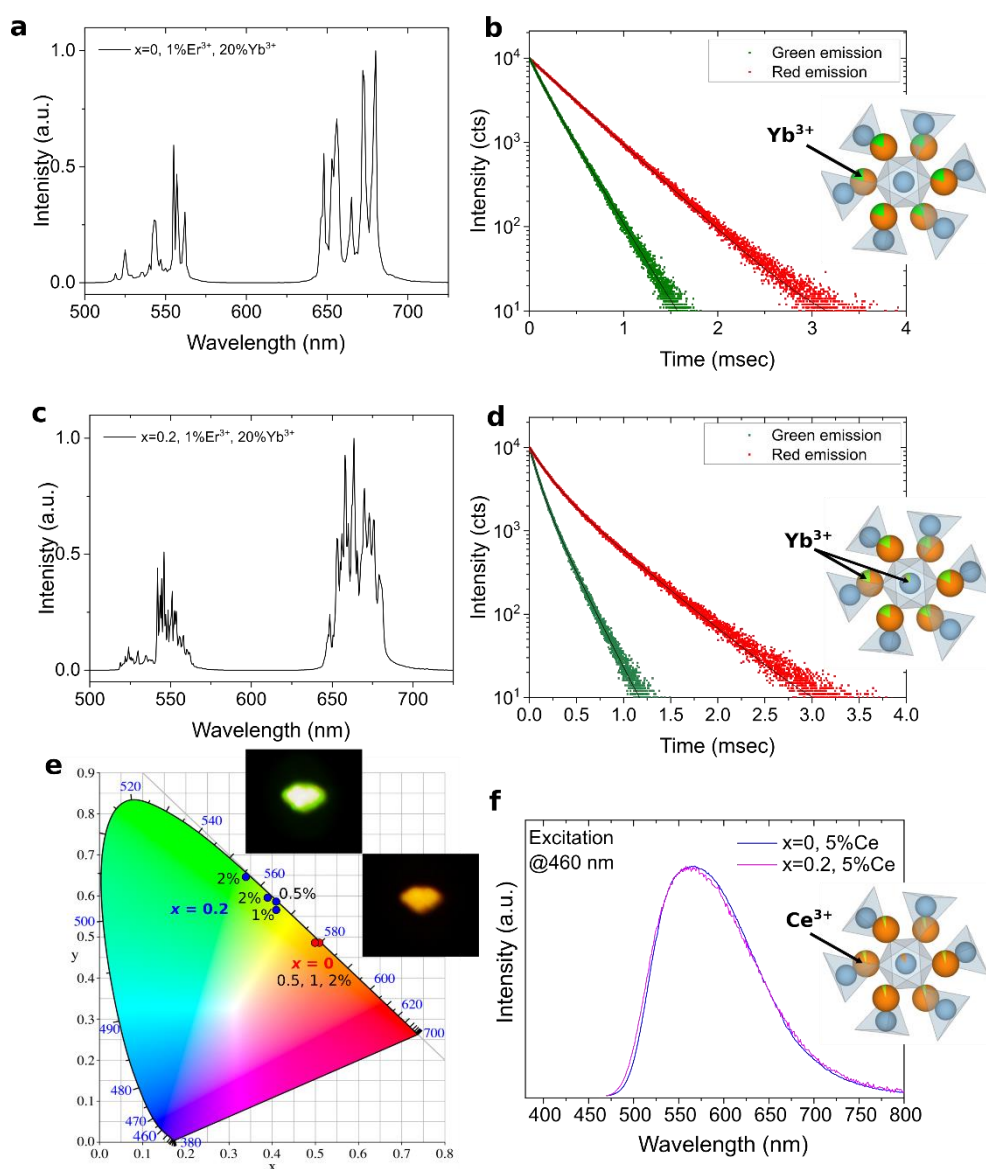 a
x=0, 1%Er³⁺, 20%Yb³⁺
Intenisty (a.u.)
1.0
0.5
0.0
500 550 600 650 700
Wavelength (nm)
b
Green emission
Red emission
Intensity (cts)
10⁴
10³
10²
10¹
0 1 2 3 4
Time (msec)
Yb³⁺
c
x=0.2, 1%Er³⁺, 20%Yb³⁺
Intenisty (a.u.)
1.0
0.5
0.0
500 550 600 650 700
Wavelength (nm)
d
Green emission
Red emission
Intensity (cts)
10⁴
10³
10²
10¹
0.0 0.5 1.0 1.5 2.0 2.5 3.0 3.5 4.0
Time (msec)
Yb³⁺
e
0.9
0.8
0.7
0.6
0.5
y
0.4
0.3
0.2
0.1
0.0
0.0 0.1 0.2 0.3 0.4 0.5 0.6 0.7 0.8
x
520
540
560
580
600
620
700
500
490
480
470
460
380
2%
2% 0.5%
1%
x = 0.2
x = 0
0.5, 1, 2%
f
Excitation
@460 nm
x=0, 5%Ce
x=0.2, 5%Ce
Intensity (a.u.)
400 450 500 550 600 650 700 750 800
Wavelength (nm)
Ce³⁺